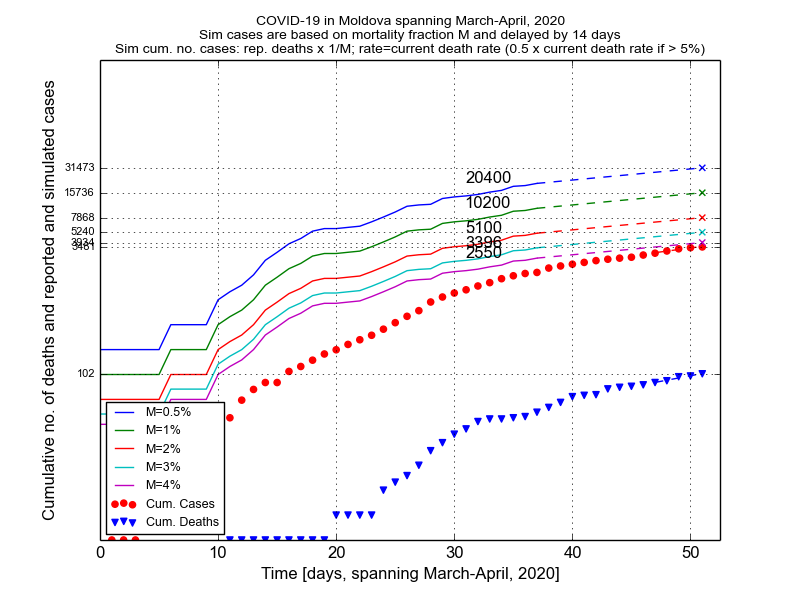 COVID-19 in Moldova spanning March-April, 2020
Sim cases are based on mortality fraction M and delayed by 14 days
Sim cum. no. cases: rep. deaths x 1/M; rate=current death rate (0.5 x current death rate if > 5%)
Cumulative no. of deaths and reported and simulated cases
31473
15736
7868
5240
3934
102
20400
10200
5100
3396
2550
M=0.5%
M=1%
M=2%
M=3%
M=4%
Cum. Cases
Cum. Deaths
0 10 20 30 40 50
Time [days, spanning March-April, 2020]